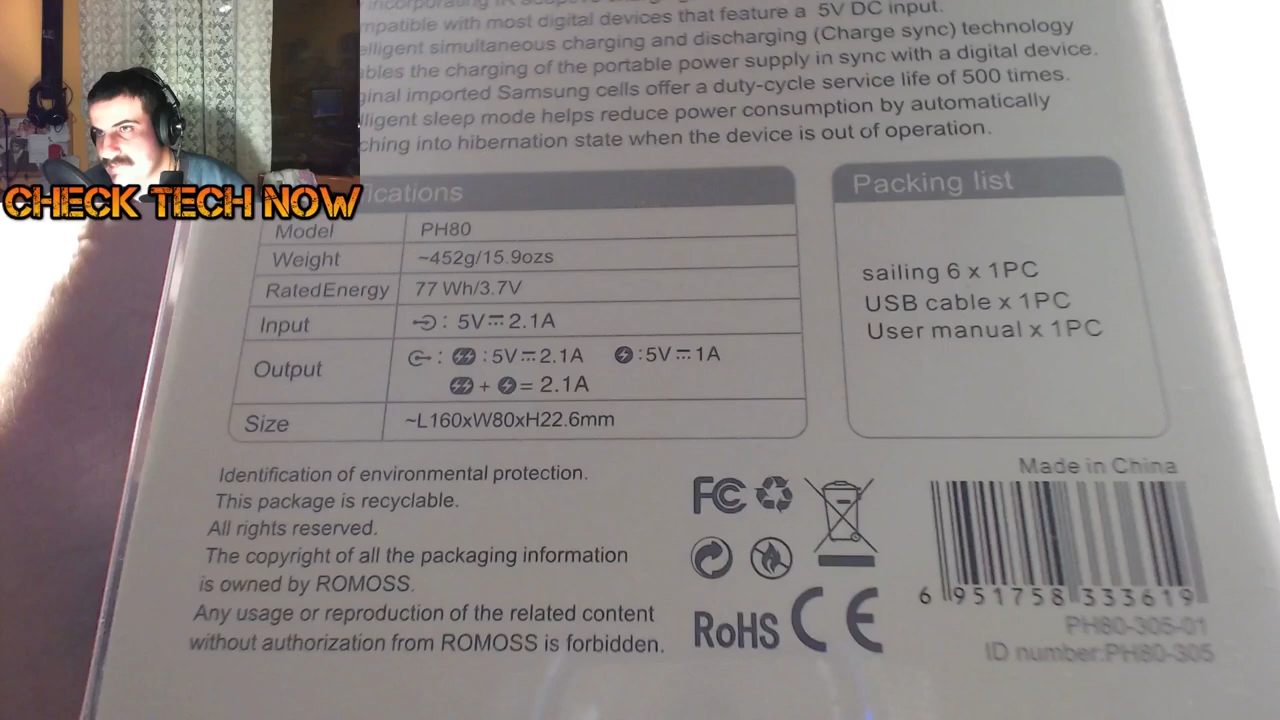 incorporating IR
mpatible with most digital devices that feature a 5V DC input.
elligent simultaneous charging and discharging (Charge sync) technology
bles the charging of the portable power supply in sync with a digital device.
ginal imported Samsung cells offer a duty-cycle service life of 500 times.
lligent sleep mode helps reduce power consumption by automatically
ching into hibernation state when the device is out of operation.
CHECK TECH NOW
ications
Model PH80
Weight ~452g/15.9ozs
RatedEnergy 77 Wh/3.7V
Input : 5V⎓2.1A
Output : :5V⎓2.1A :5V⎓1A
+ = 2.1A
Size ~L160xW80xH22.6mm
Packing list
sailing 6 x 1PC
USB cable x 1PC
User manual x 1PC
Identification of environmental protection.
This package is recyclable.
All rights reserved.
The copyright of all the packaging information
is owned by ROMOSS.
Any usage or reproduction of the related content
without authorization from ROMOSS is forbidden.
FC
RoHS CE
Made in China
6 951758 333619
PH80-305-01
ID number:PH80-305